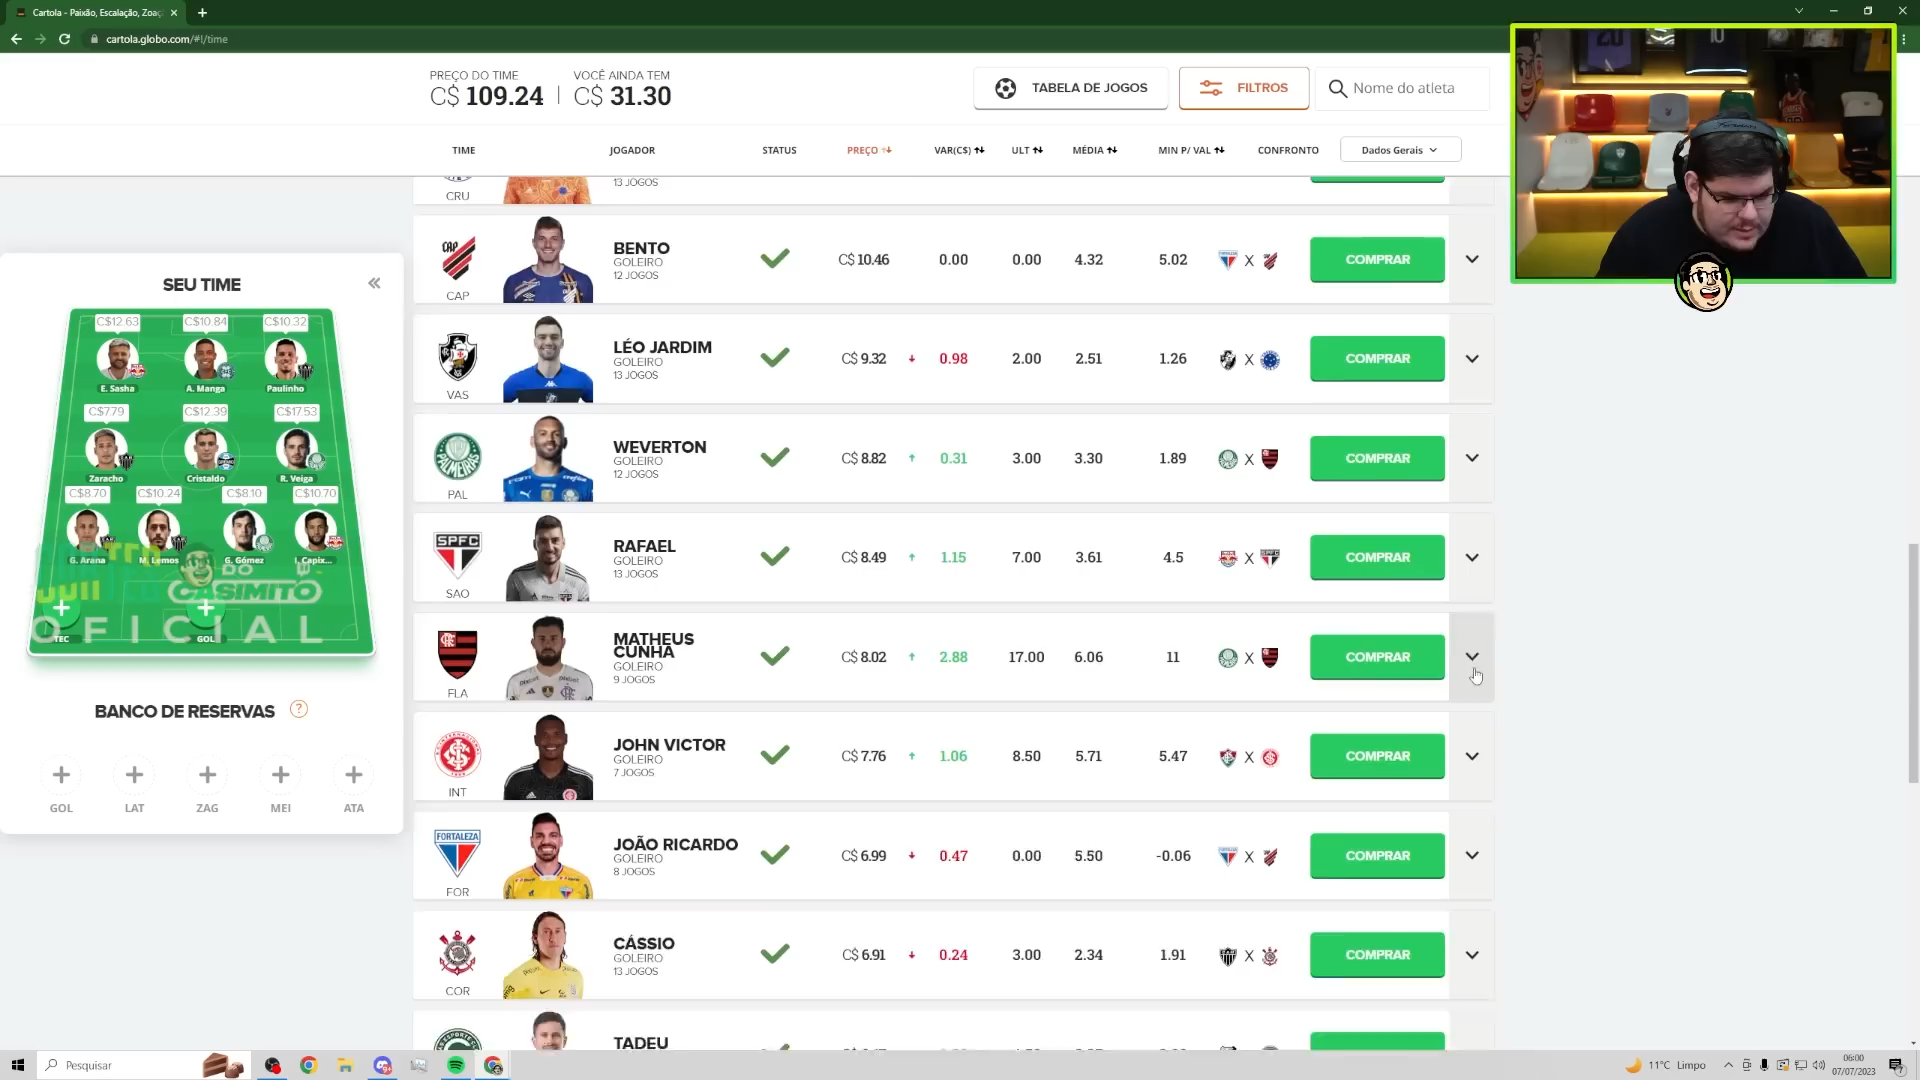 Cartola - Paixão, Escalação, Zoaç
cartola.globo.com/#!/time
PREÇO DO TIME
C$ 109.24
VOCÊ AINDA TEM
C$ 31.30
TABELA DE JOGOS
FILTROS
Nome do atleta
TIME JOGADOR STATUS PREÇO VAR(C$) ULT MÉDIA MIN P/ VAL CONFRONTO Dados Gerais
CRU
13 JOGOS
CAP
CAP
BENTO
GOLEIRO
12 JOGOS
C$ 10.46 0.00 0.00 4.32 5.02 X COMPRAR
VAS
LÉO JARDIM
GOLEIRO
13 JOGOS
C$ 9.32 0.98 2.00 2.51 1.26 X COMPRAR
PALMEIRAS
PAL
WEVERTON
GOLEIRO
12 JOGOS
C$ 8.82 0.31 3.00 3.30 1.89 X COMPRAR
SPFC
SAO
RAFAEL
GOLEIRO
13 JOGOS
C$ 8.49 1.15 7.00 3.61 4.5 X COMPRAR
FLA
MATHEUS CUNHA
GOLEIRO
9 JOGOS
C$ 8.02 2.88 17.00 6.06 11 X COMPRAR
INT
JOHN VICTOR
GOLEIRO
7 JOGOS
C$ 7.76 1.06 8.50 5.71 5.47 X COMPRAR
FORTALEZA
FOR
JOÃO RICARDO
GOLEIRO
8 JOGOS
C$ 6.99 0.47 0.00 5.50 -0.06 X COMPRAR
COR
CÁSSIO
GOLEIRO
13 JOGOS
C$ 6.91 0.24 3.00 2.34 1.91 X COMPRAR
TADEU
SEU TIME
C$12.63 C$10.84 C$10.32
E. Sasha A. Manga Paulinho
C$7.79 C$12.39 C$17.53
Zaracho Cristaldo R. Veiga
C$8.70 C$10.24 C$8.10 C$10.70
G. Arana M. Lemos G. Gómez I. Capix...
DO
CASIMITO
OFICIAL
TEC GOL
BANCO DE RESERVAS ?
GOL LAT ZAG MEI ATA
Pesquisar
11°C Limpo
06:00
07/07/2023